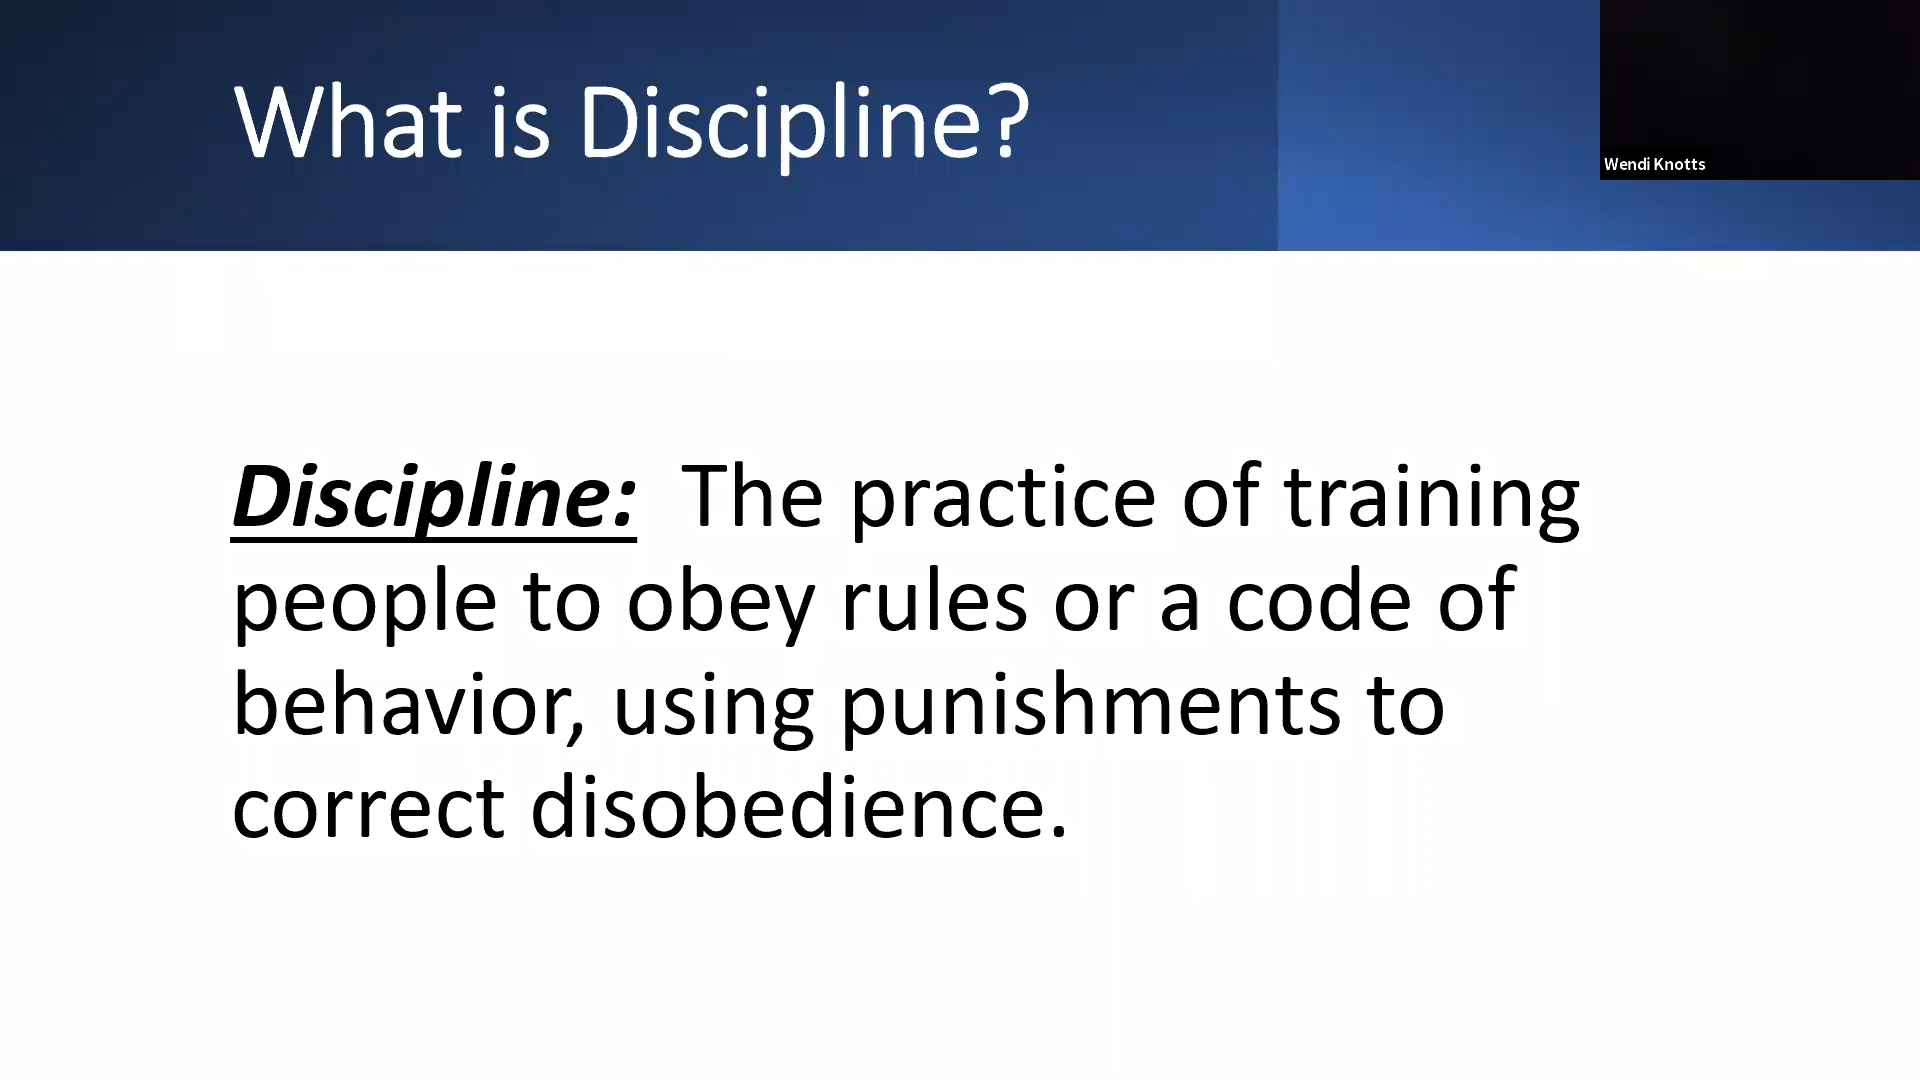 What is Discipline?
Wendi Knotts
Discipline: The practice of training
people to obey rules or a code of
behavior, using punishments to
correct disobedience.